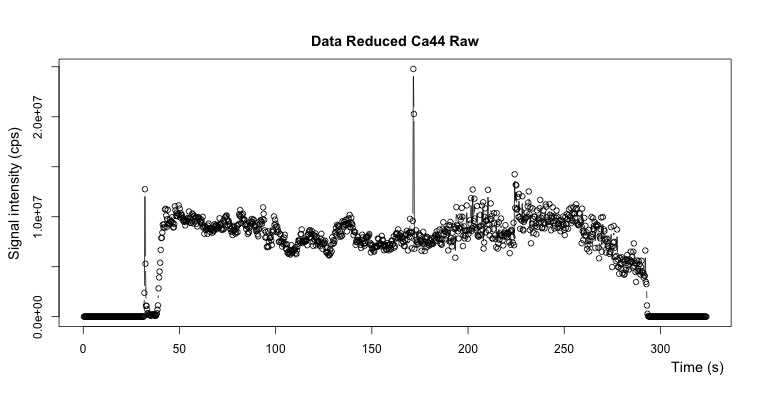 Data Reduced Ca44 Raw
Signal intensity (cps)
2.0e+07
1.0e+07
0.0e+00
0 50 100 150 200 250 300
Time (s)